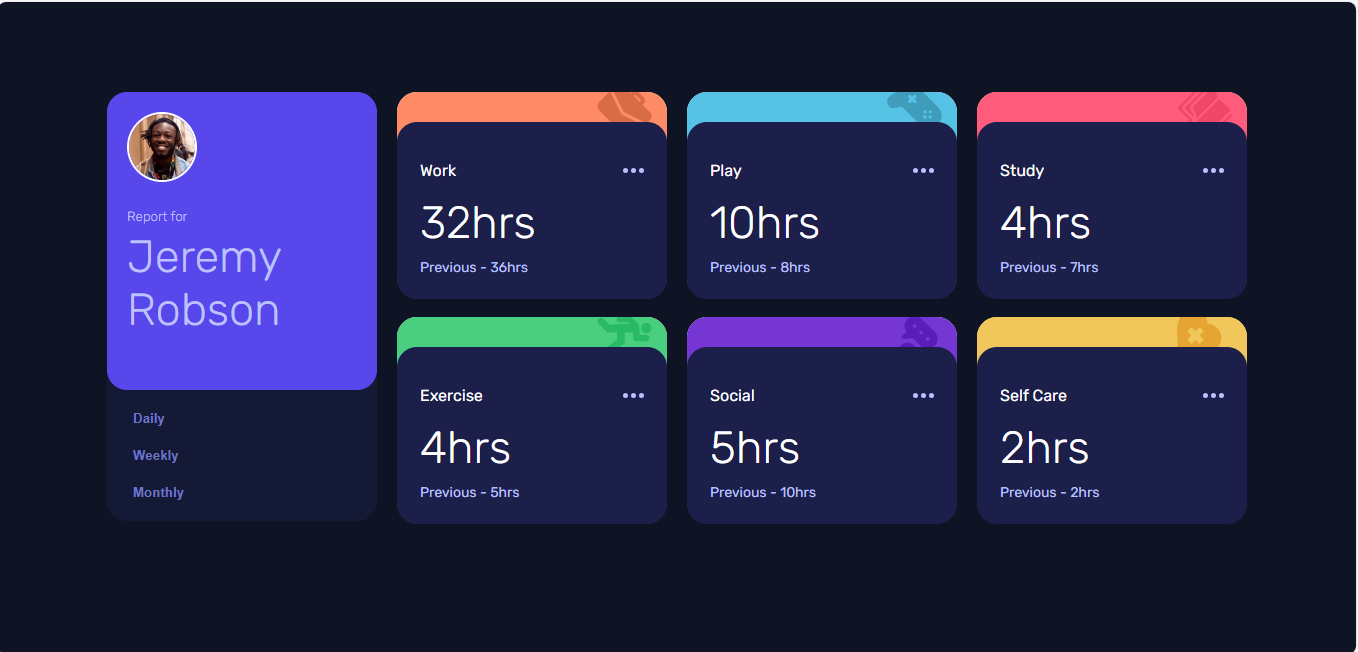 Report for
Jeremy
Robson
Daily
Weekly
Monthly
Work
32hrs
Previous - 36hrs
Play
10hrs
Previous - 8hrs
Study
4hrs
Previous - 7hrs
Exercise
4hrs
Previous - 5hrs
Social
5hrs
Previous - 10hrs
Self Care
2hrs
Previous - 2hrs